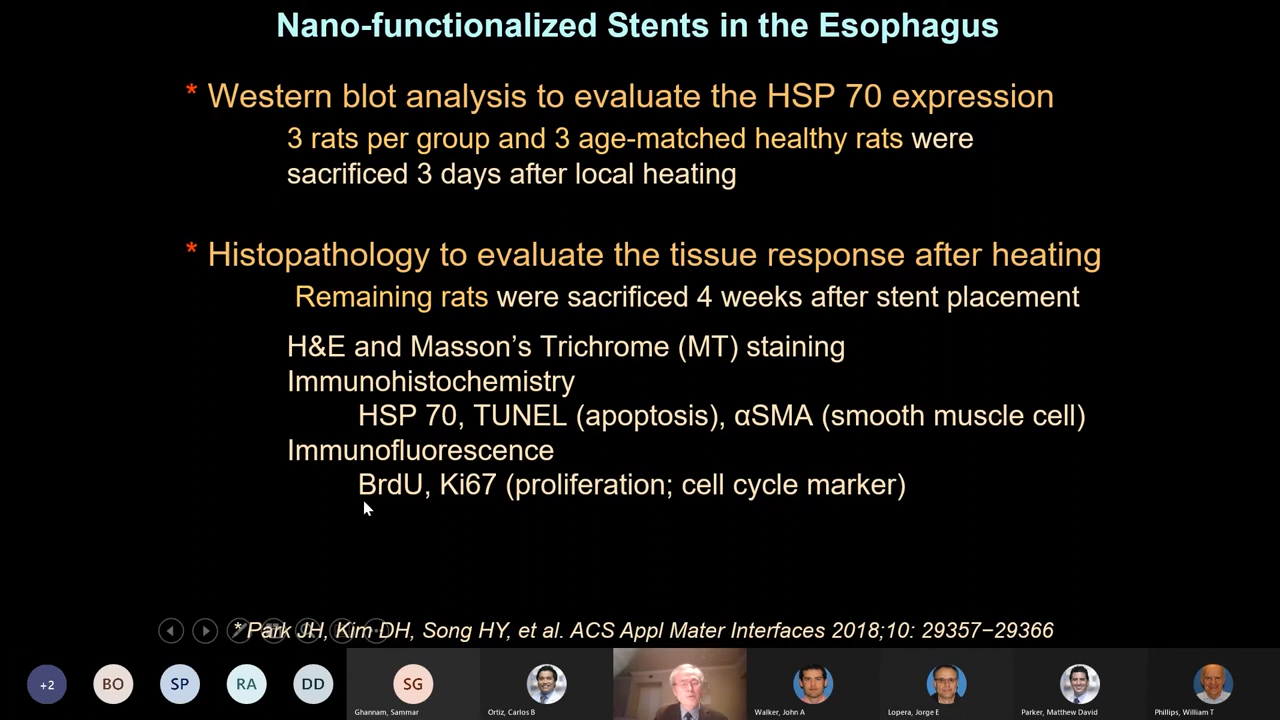 Nano-functionalized Stents in the Esophagus
* Western blot analysis to evaluate the HSP 70 expression
3 rats per group and 3 age-matched healthy rats were
sacrificed 3 days after local heating
* Histopathology to evaluate the tissue response after heating
Remaining rats were sacrificed 4 weeks after stent placement
H&E and Masson’s Trichrome (MT) staining
Immunohistochemistry
HSP 70, TUNEL (apoptosis), αSMA (smooth muscle cell)
Immunofluorescence
BrdU, Ki67 (proliferation; cell cycle marker)
* Park JH, Kim DH, Song HY, et al. ACS Appl Mater Interfaces 2018;10: 29357−29366
+2 BO SP RA DD SG
Ghannam, Sammar Ortiz, Carlos B Walker, John A Lopera, Jorge E Parker, Matthew David Phillips, William T